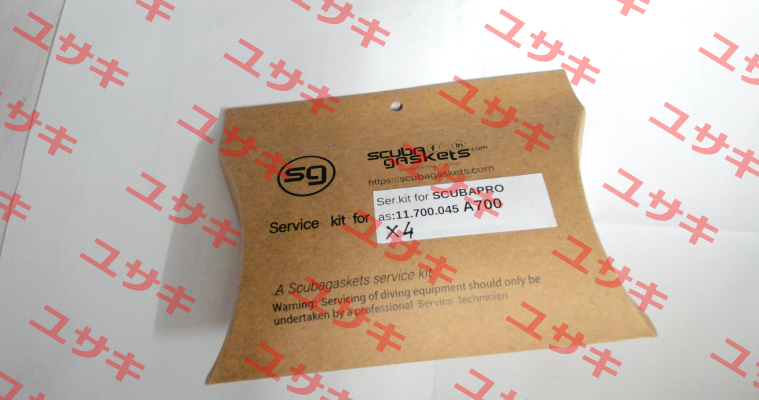 sg
scuba
gaskets.com
https://scubagaskets.com
Service kit for
Ser.kit for SCUBAPRO
as:11.700.045 A700
X4
A Scubagaskets service kit
Warning: Servicing of diving equipment should only be
undertaken by a professional Service technician
ユサキ